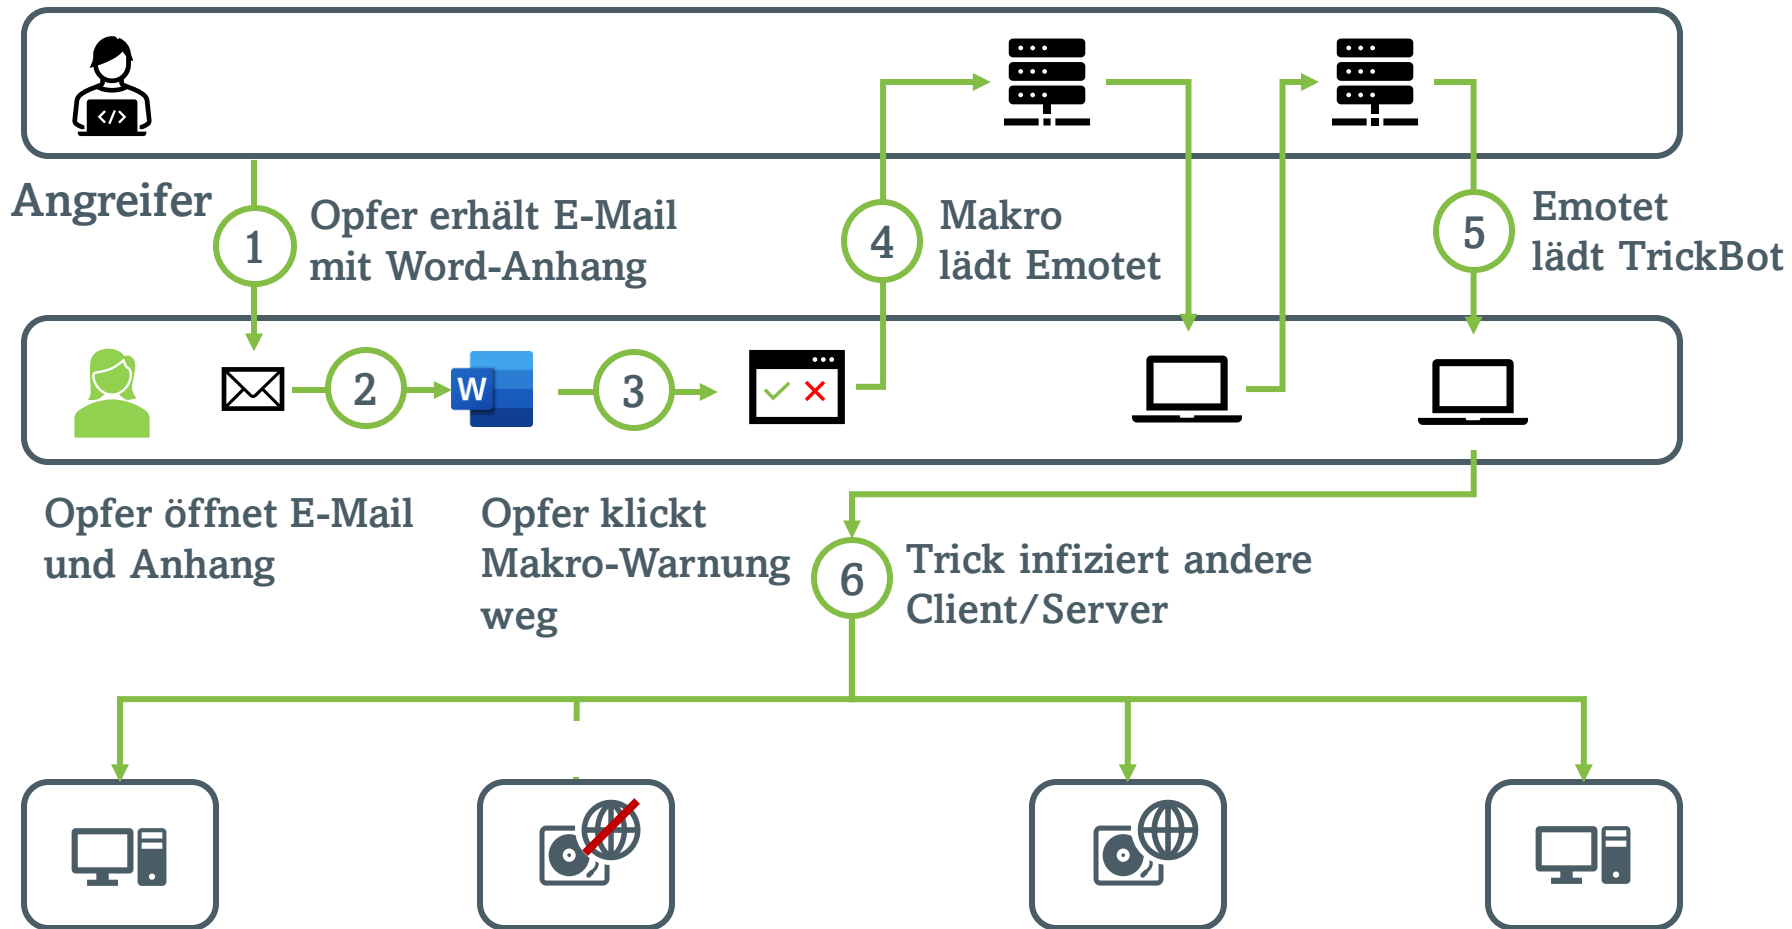 </>
Angreifer
1
Opfer erhält E-Mail
mit Word-Anhang
4
Makro
lädt Emotet
5
Emotet
lädt TrickBot
2
W
3
Opfer öffnet E-Mail
und Anhang
Opfer klickt
Makro-Warnung
weg
6
Trick infiziert andere
Client/Server